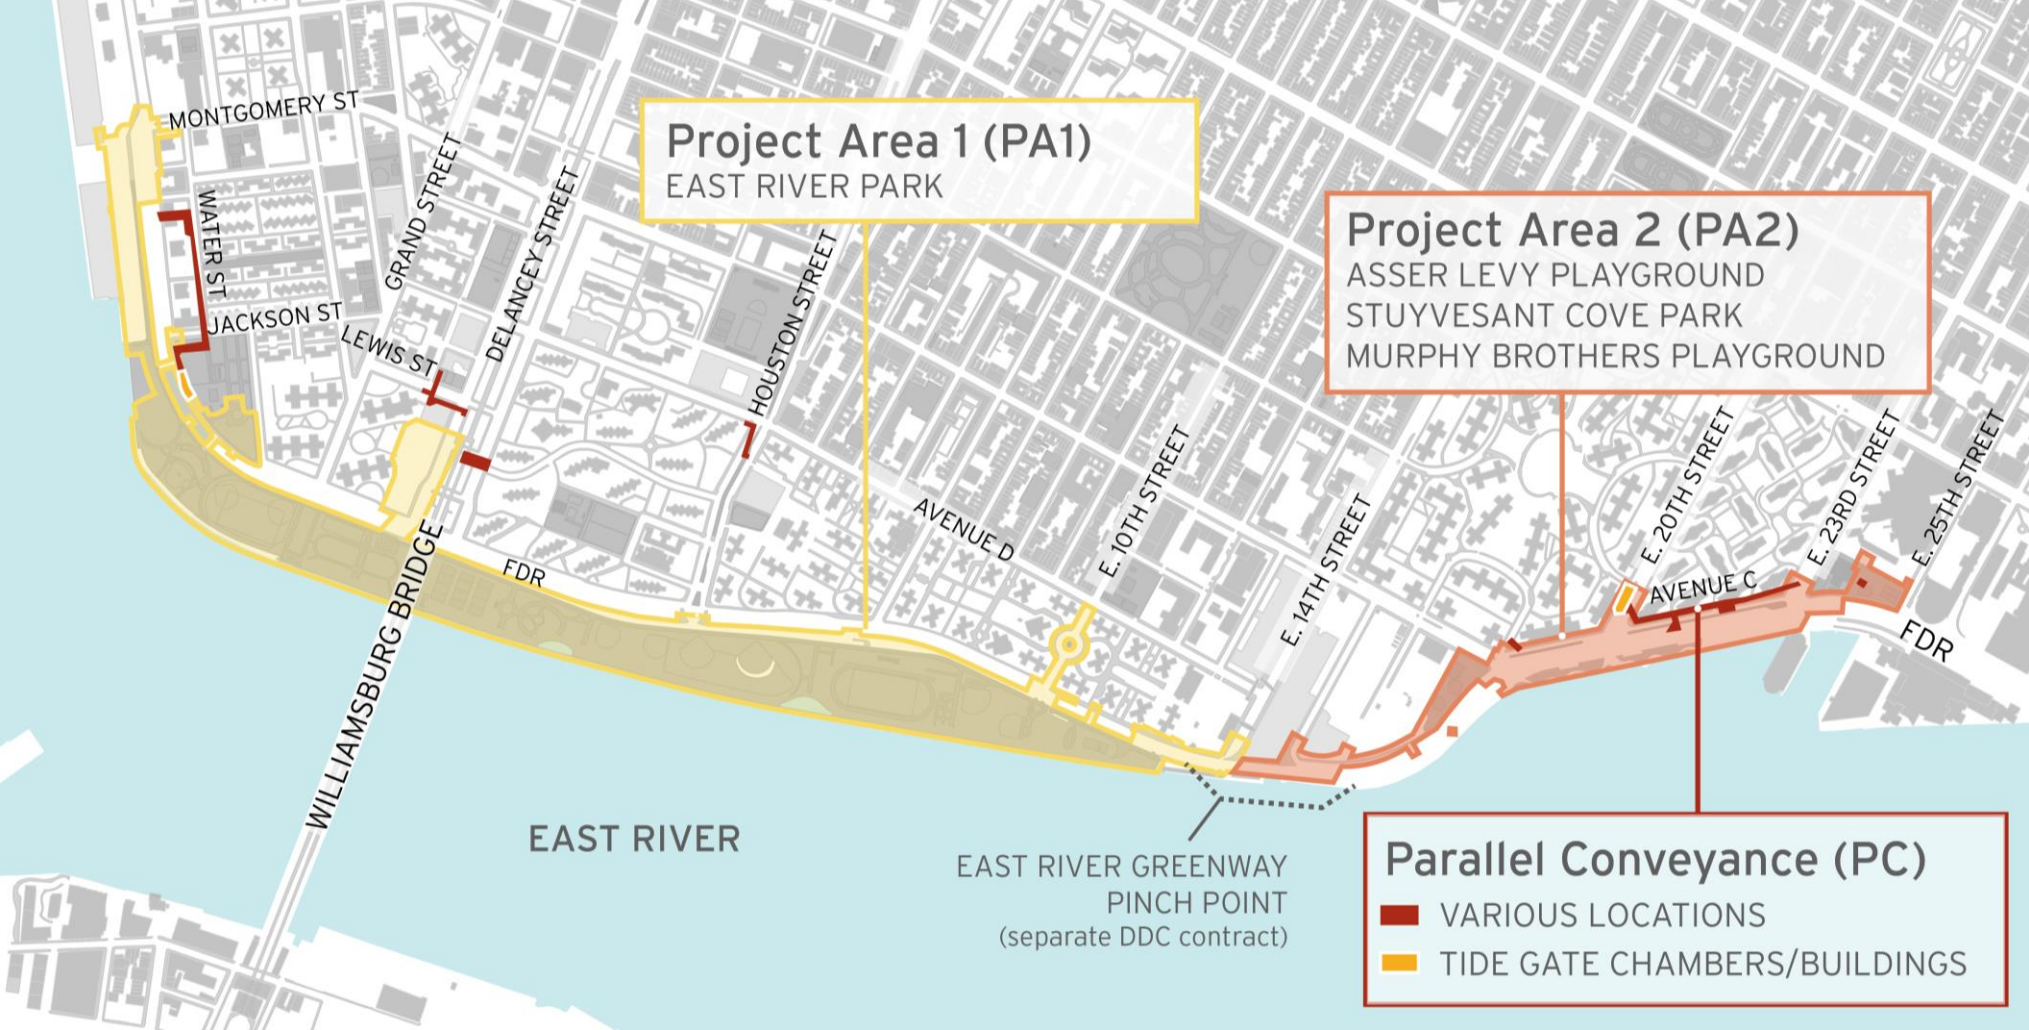 MONTGOMERY ST
WATER ST
JACKSON ST
GRAND STREET
LEWIS ST
DELANCEY STREET
Project Area 1 (PA1)
EAST RIVER PARK
HOUSTON STREET
Project Area 2 (PA2)
ASSER LEVY PLAYGROUND
STUYVESANT COVE PARK
MURPHY BROTHERS PLAYGROUND
AVENUE D
E. 10TH STREET
E. 14TH STREET
E. 20TH STREET
AVENUE C
E. 23RD STREET
E. 25TH STREET
FDR
FDR
WILLIAMSBURG BRIDGE
EAST RIVER
EAST RIVER GREENWAY
PINCH POINT
(separate DDC contract)
Parallel Conveyance (PC)
VARIOUS LOCATIONS
TIDE GATE CHAMBERS/BUILDINGS